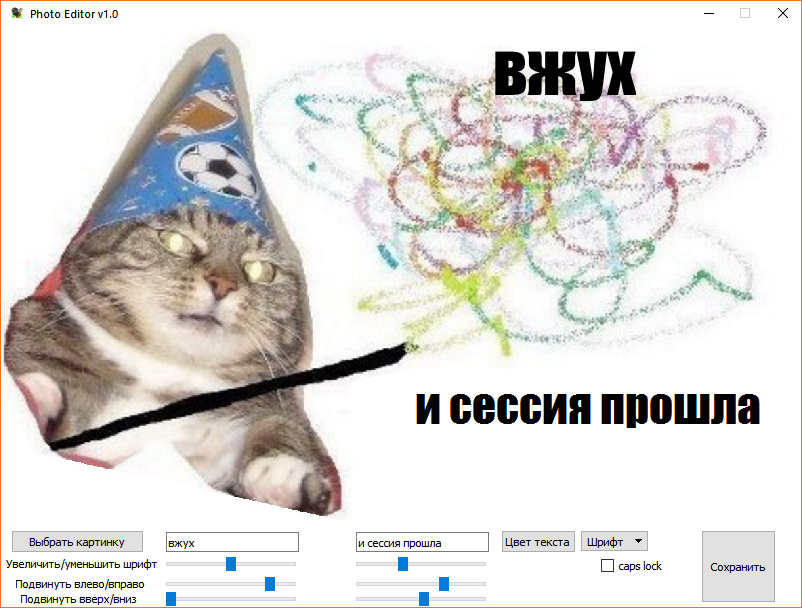 Photo Editor v1.0
вжух
и сессия прошла
Выбрать картинку
вжух
и сессия прошла
Цвет текста
Шрифт
Увеличить/уменьшить шрифт
caps lock
Сохранить
Подвинуть влево/вправо
Подвинуть вверх/вниз